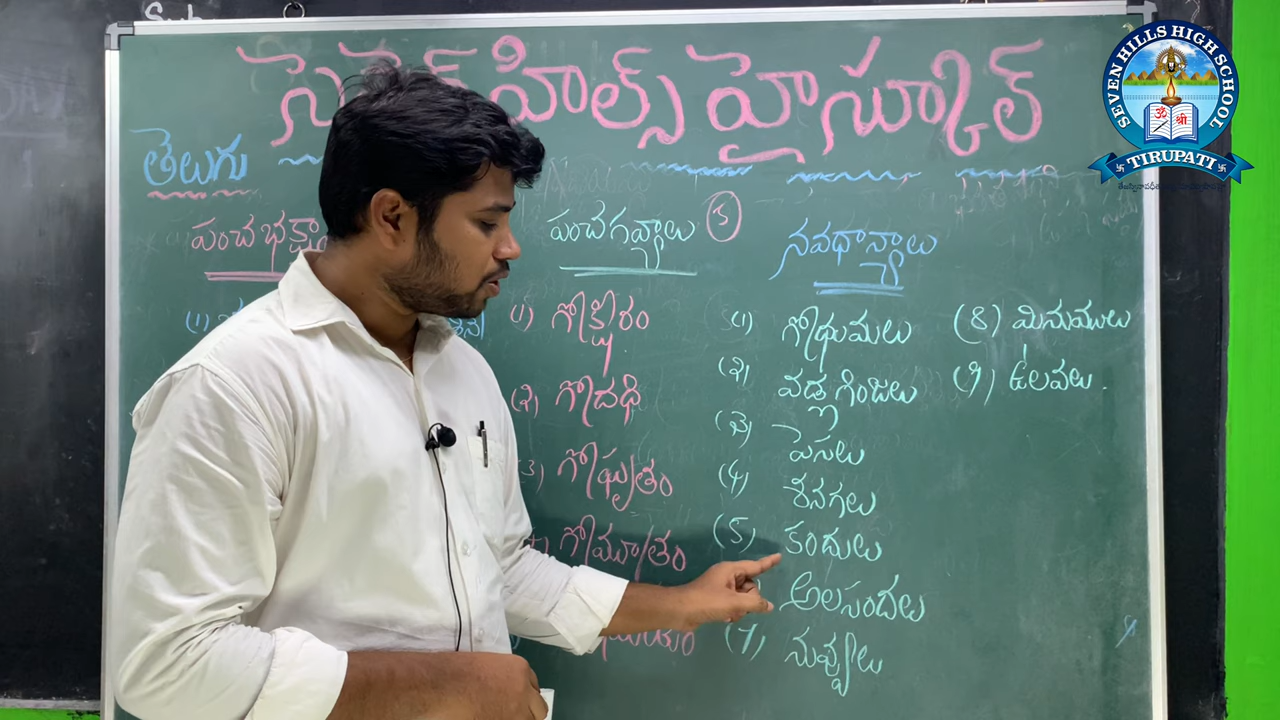 సెవెన్ హిల్స్ హైస్కూల్
SEVEN HILLS HIGH SCHOOL
TIRUPATI
తెలుగు
పంచగవ్యాలు (5)
నవధాన్యాలు
(1)
(1) గోక్షీరం
(2) గోదధి
(3) గోఘృతం
గోమూత్రం
(1) గోధుమలు
(2) వడ్లగింజలు
(3) పెసలు
(4) శనగలు
(5) కందులు
అలసందలు
(7) నువ్వులు
(8) మినుములు
(9) ఉలవలు.